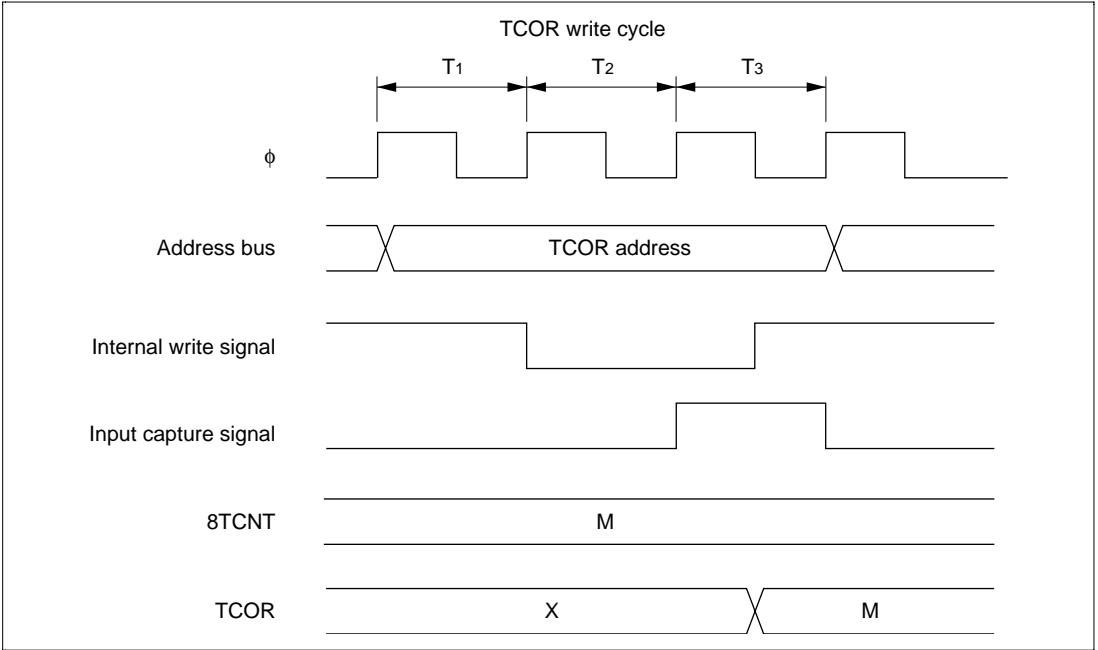 TCOR write cycle
T1 T2 T3
ϕ
Address bus TCOR address
Internal write signal
Input capture signal
8TCNT M
TCOR X M